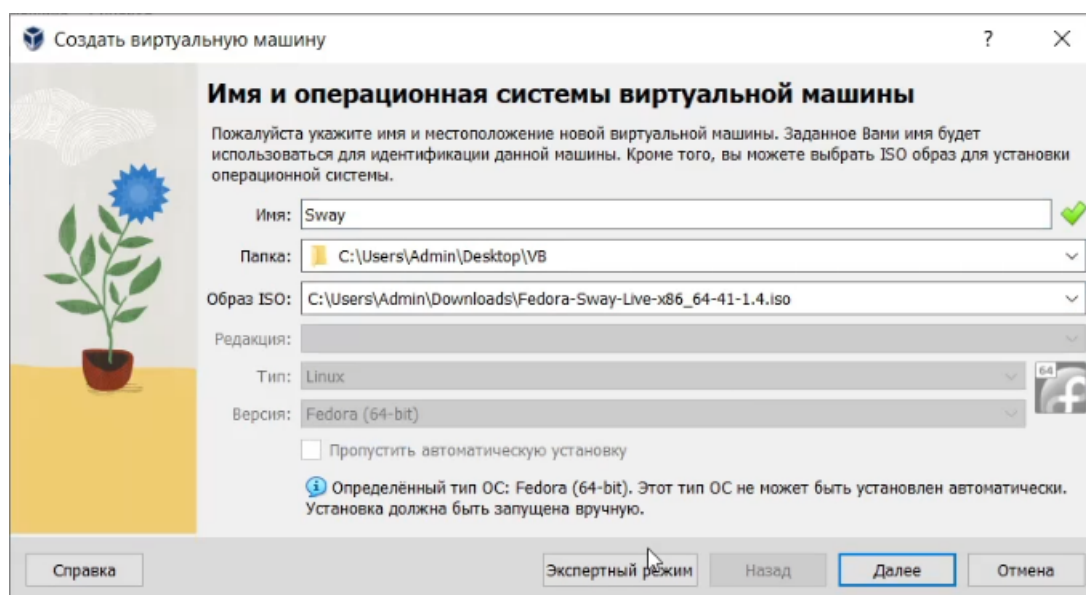 Создать виртуальную машину
?
Имя и операционная системы виртуальной машины
Пожалуйста укажите имя и местоположение новой виртуальной машины. Заданное Вами имя будет
использоваться для идентификации данной машины. Кроме того, вы можете выбрать ISO образ для установки
операционной системы.
Имя: Sway
Папка: C:\Users\Admin\Desktop\VB
Образ ISO: C:\Users\Admin\Downloads\Fedora-Sway-Live-x86_64-41-1.4.iso
Редакция:
Тип: Linux
64
Версия: Fedora (64-bit)
Пропустить автоматическую установку
Определённый тип ОС: Fedora (64-bit). Этот тип ОС не может быть установлен автоматически.
Установка должна быть запущена вручную.
Справка Экспертный режим Назад Далее Отмена